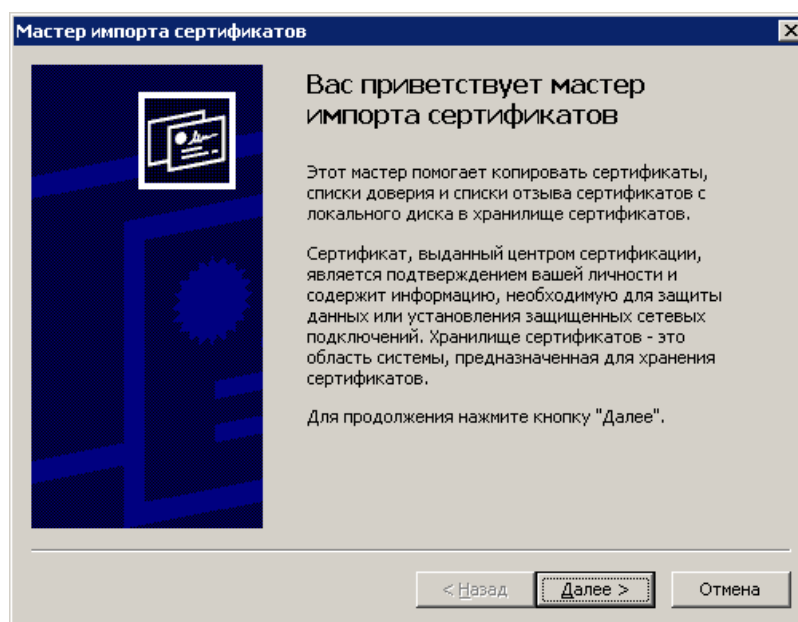 Мастер импорта сертификатов
Вас приветствует мастер
импорта сертификатов
Этот мастер помогает копировать сертификаты,
списки доверия и списки отзыва сертификатов с
локального диска в хранилище сертификатов.
Сертификат, выданный центром сертификации,
является подтверждением вашей личности и
содержит информацию, необходимую для защиты
данных или установления защищенных сетевых
подключений. Хранилище сертификатов - это
область системы, предназначенная для хранения
сертификатов.
Для продолжения нажмите кнопку "Далее".
< Назад Далее > Отмена